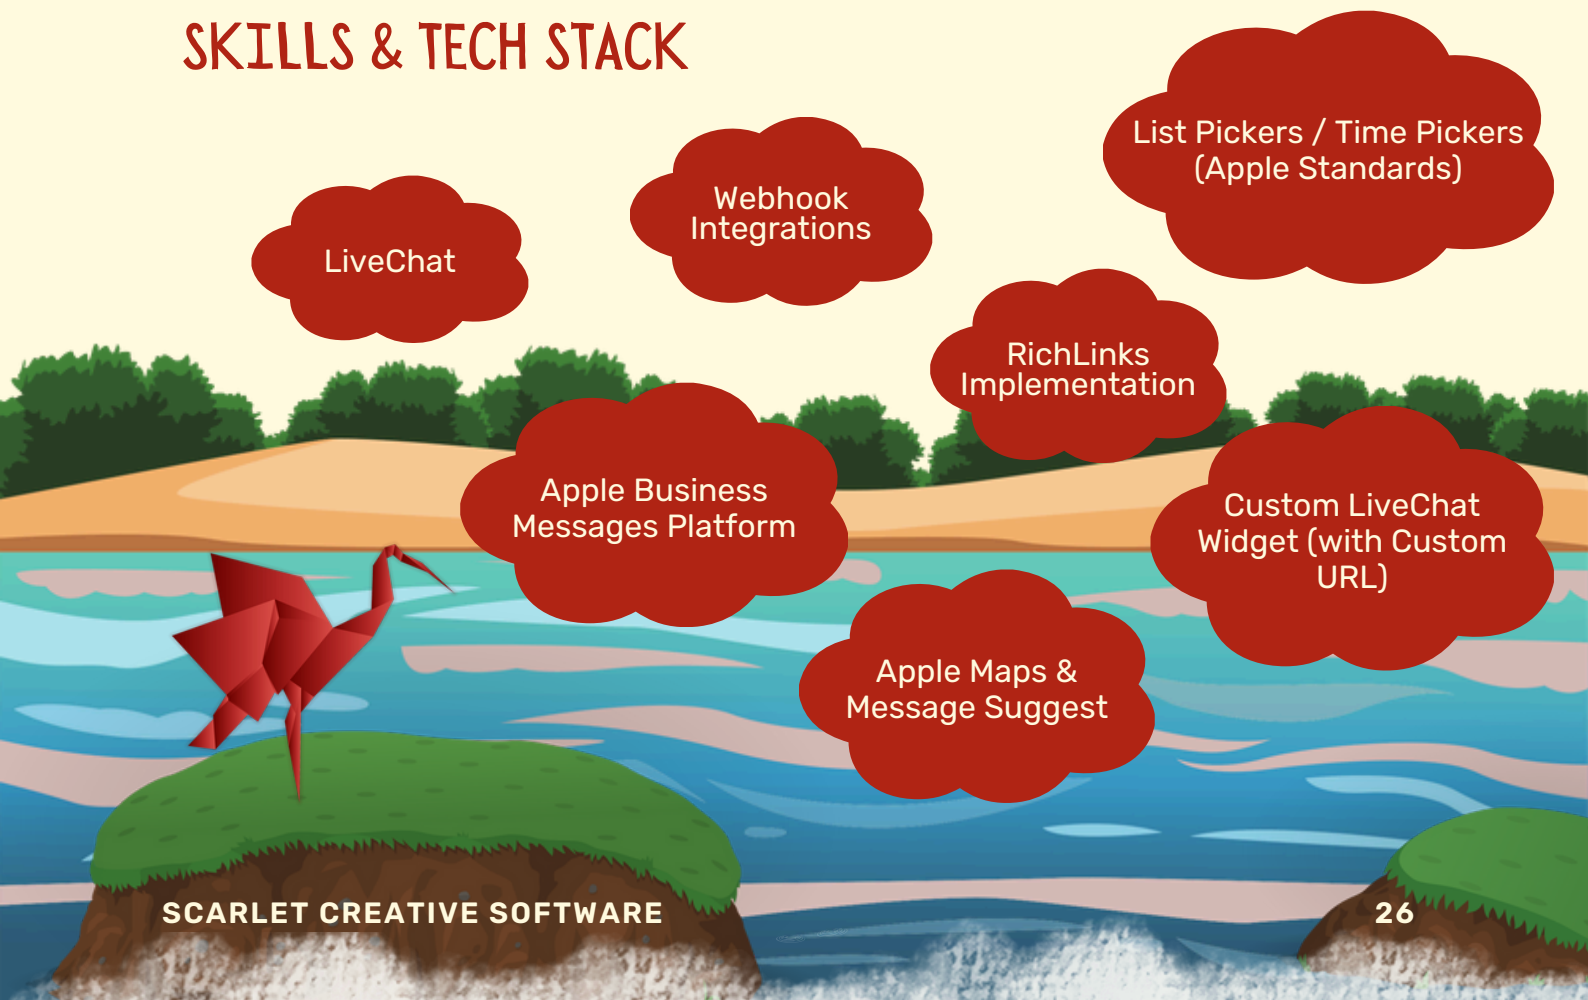 SKILLS & TECH STACK
List Pickers / Time Pickers
(Apple Standards)
Webhook
Integrations
LiveChat
RichLinks
Implementation
Apple Business
Messages Platform
Custom LiveChat
Widget (with Custom
URL)
Apple Maps &
Message Suggest
SCARLET CREATIVE SOFTWARE
26